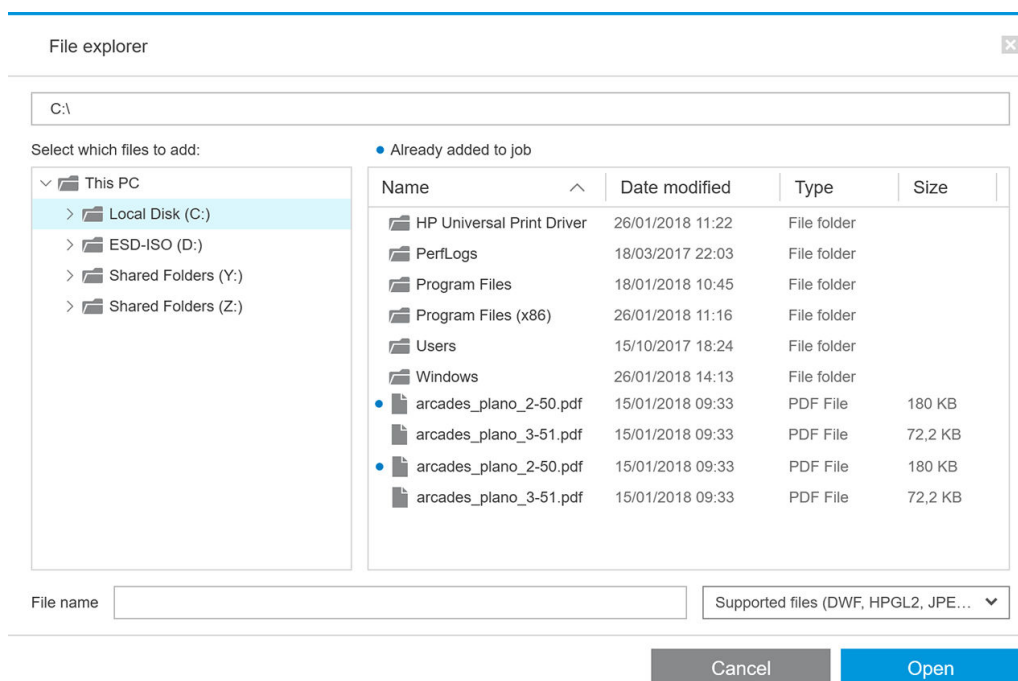 File explorer
C:\
Select which files to add:
Already added to job
This PC
Local Disk (C:)
ESD-ISO (D:)
Shared Folders (Y:)
Shared Folders (Z:)
Name Date modified Type Size
HP Universal Print Driver 26/01/2018 11:22 File folder
PerfLogs 18/03/2017 22:03 File folder
Program Files 18/01/2018 10:45 File folder
Program Files (x86) 26/01/2018 11:16 File folder
Users 15/10/2017 18:24 File folder
Windows 26/01/2018 14:13 File folder
arcades_plano_2-50.pdf 15/01/2018 09:33 PDF File 180 KB
arcades_plano_3-51.pdf 15/01/2018 09:33 PDF File 72,2 KB
arcades_plano_2-50.pdf 15/01/2018 09:33 PDF File 180 KB
arcades_plano_3-51.pdf 15/01/2018 09:33 PDF File 72,2 KB
File name
Supported files (DWF, HPGL2, JPE...
Cancel Open